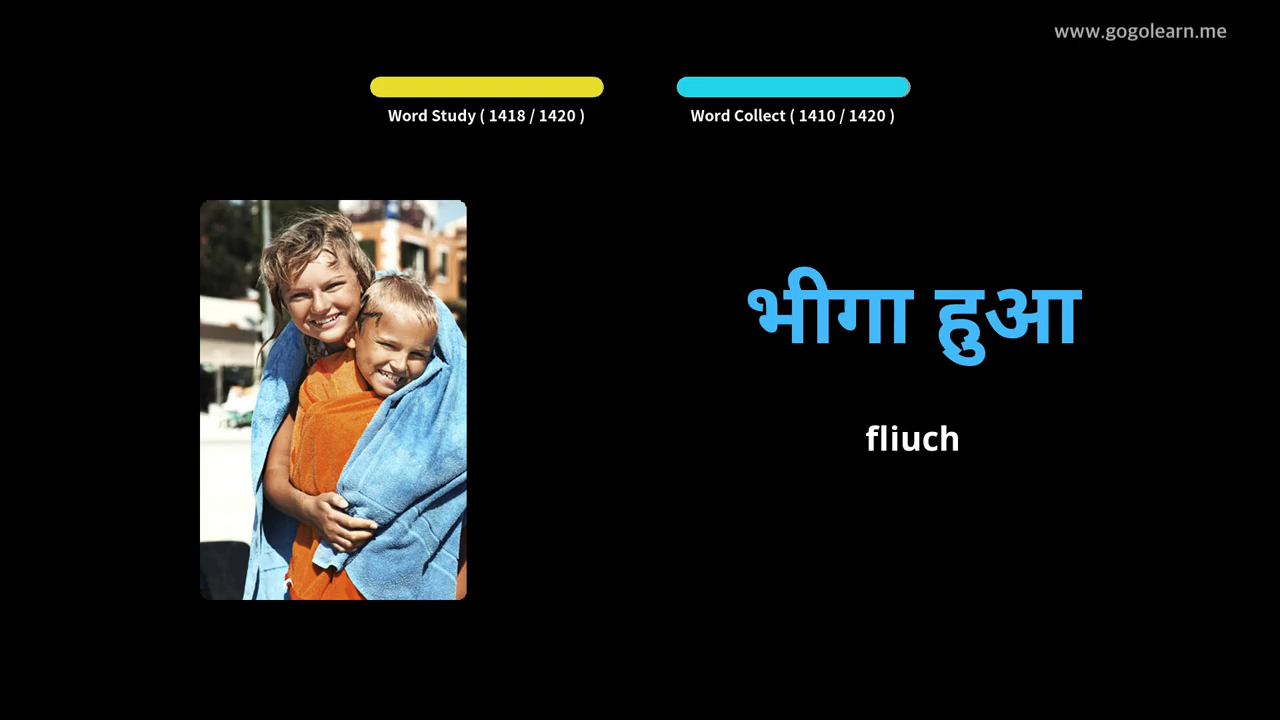 www.gogolearn.me
Word Study ( 1418 / 1420 )
Word Collect ( 1410 / 1420 )
भीगा हुआ
fliuch